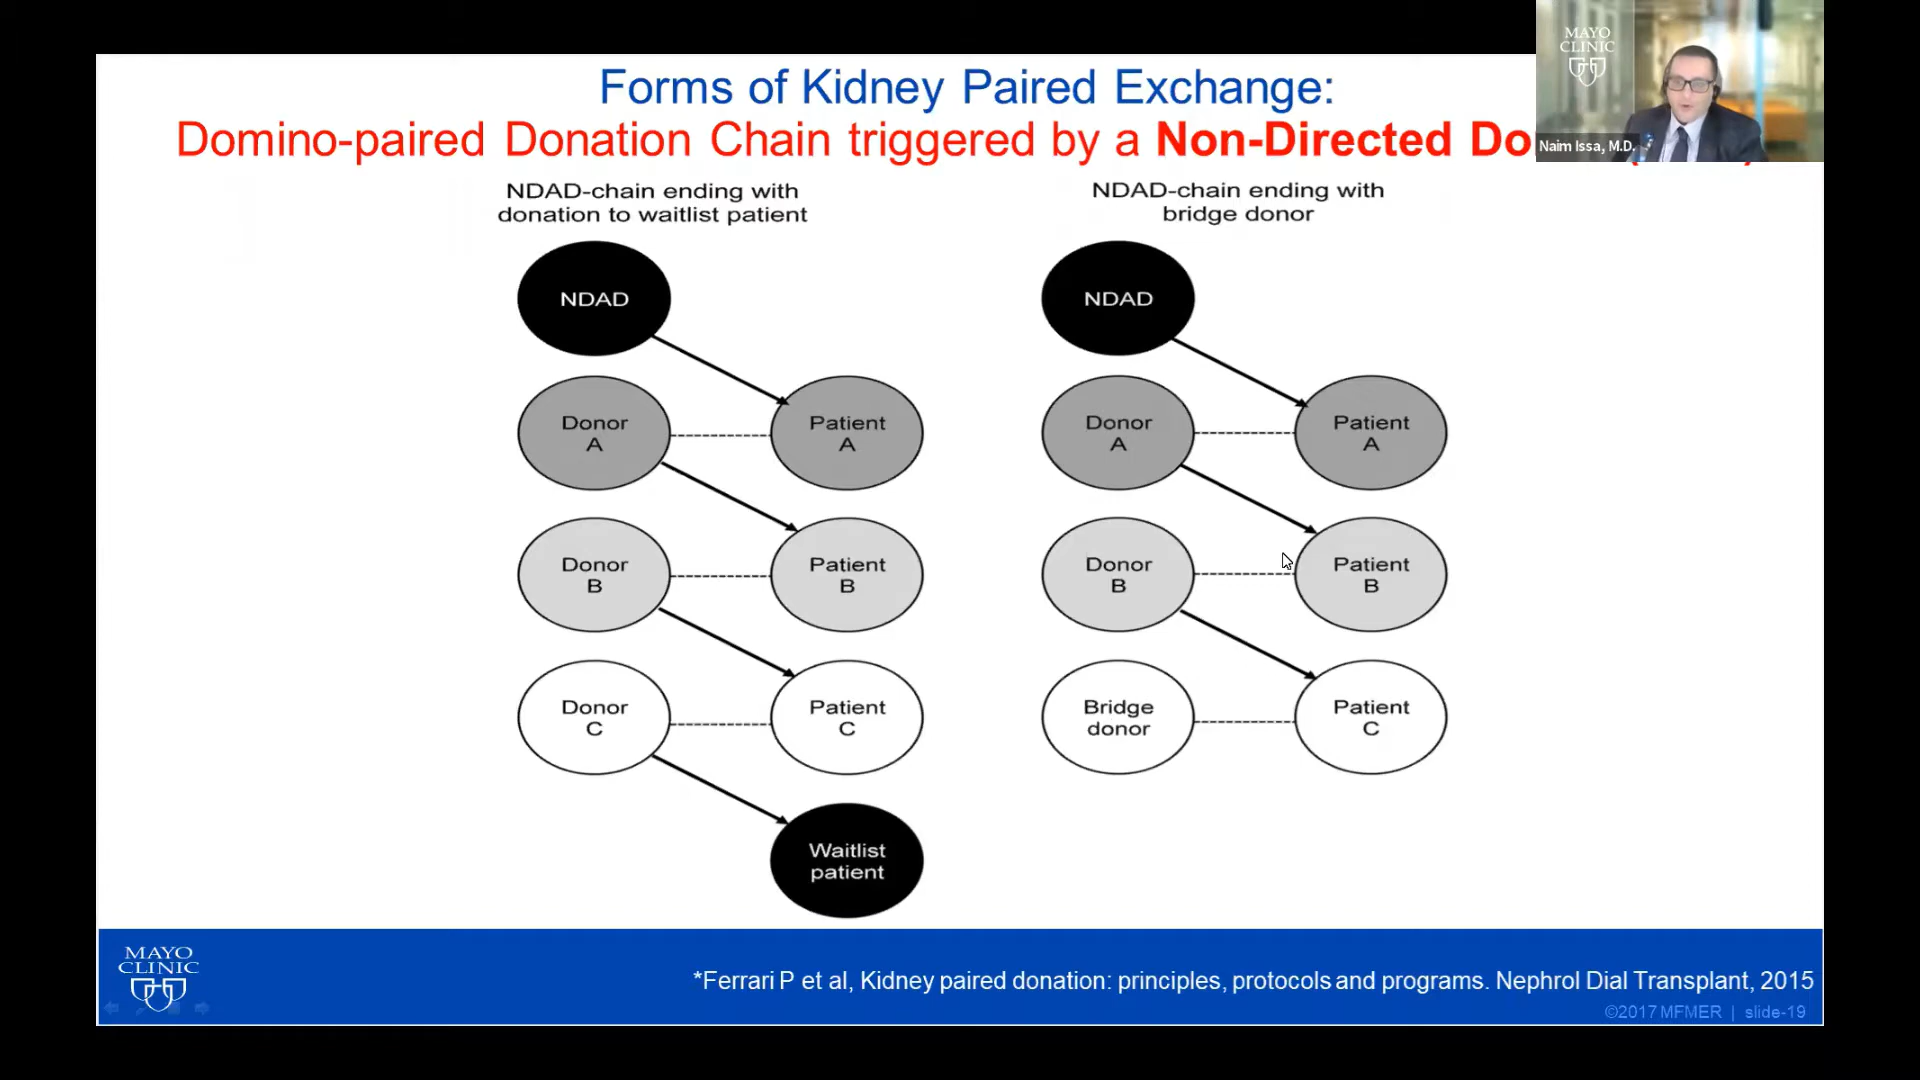 Forms of Kidney Paired Exchange:
Domino-paired Donation Chain triggered by a Non-Directed
MAYO
CLINIC
Naim Issa, M.D.
NDAD-chain ending with
donation to waitlist patient
NDAD-chain ending with
bridge donor
NDAD
NDAD
Donor
A
Patient
A
Donor
A
Patient
A
Donor
B
Patient
B
Donor
B
Patient
B
Donor
C
Patient
C
Bridge
donor
Patient
C
Waitlist
patient
MAYO
CLINIC
*Ferrari P et al, Kidney paired donation: principles, protocols and programs. Nephrol Dial Transplant, 2015
©2017 MFMER | slide-19